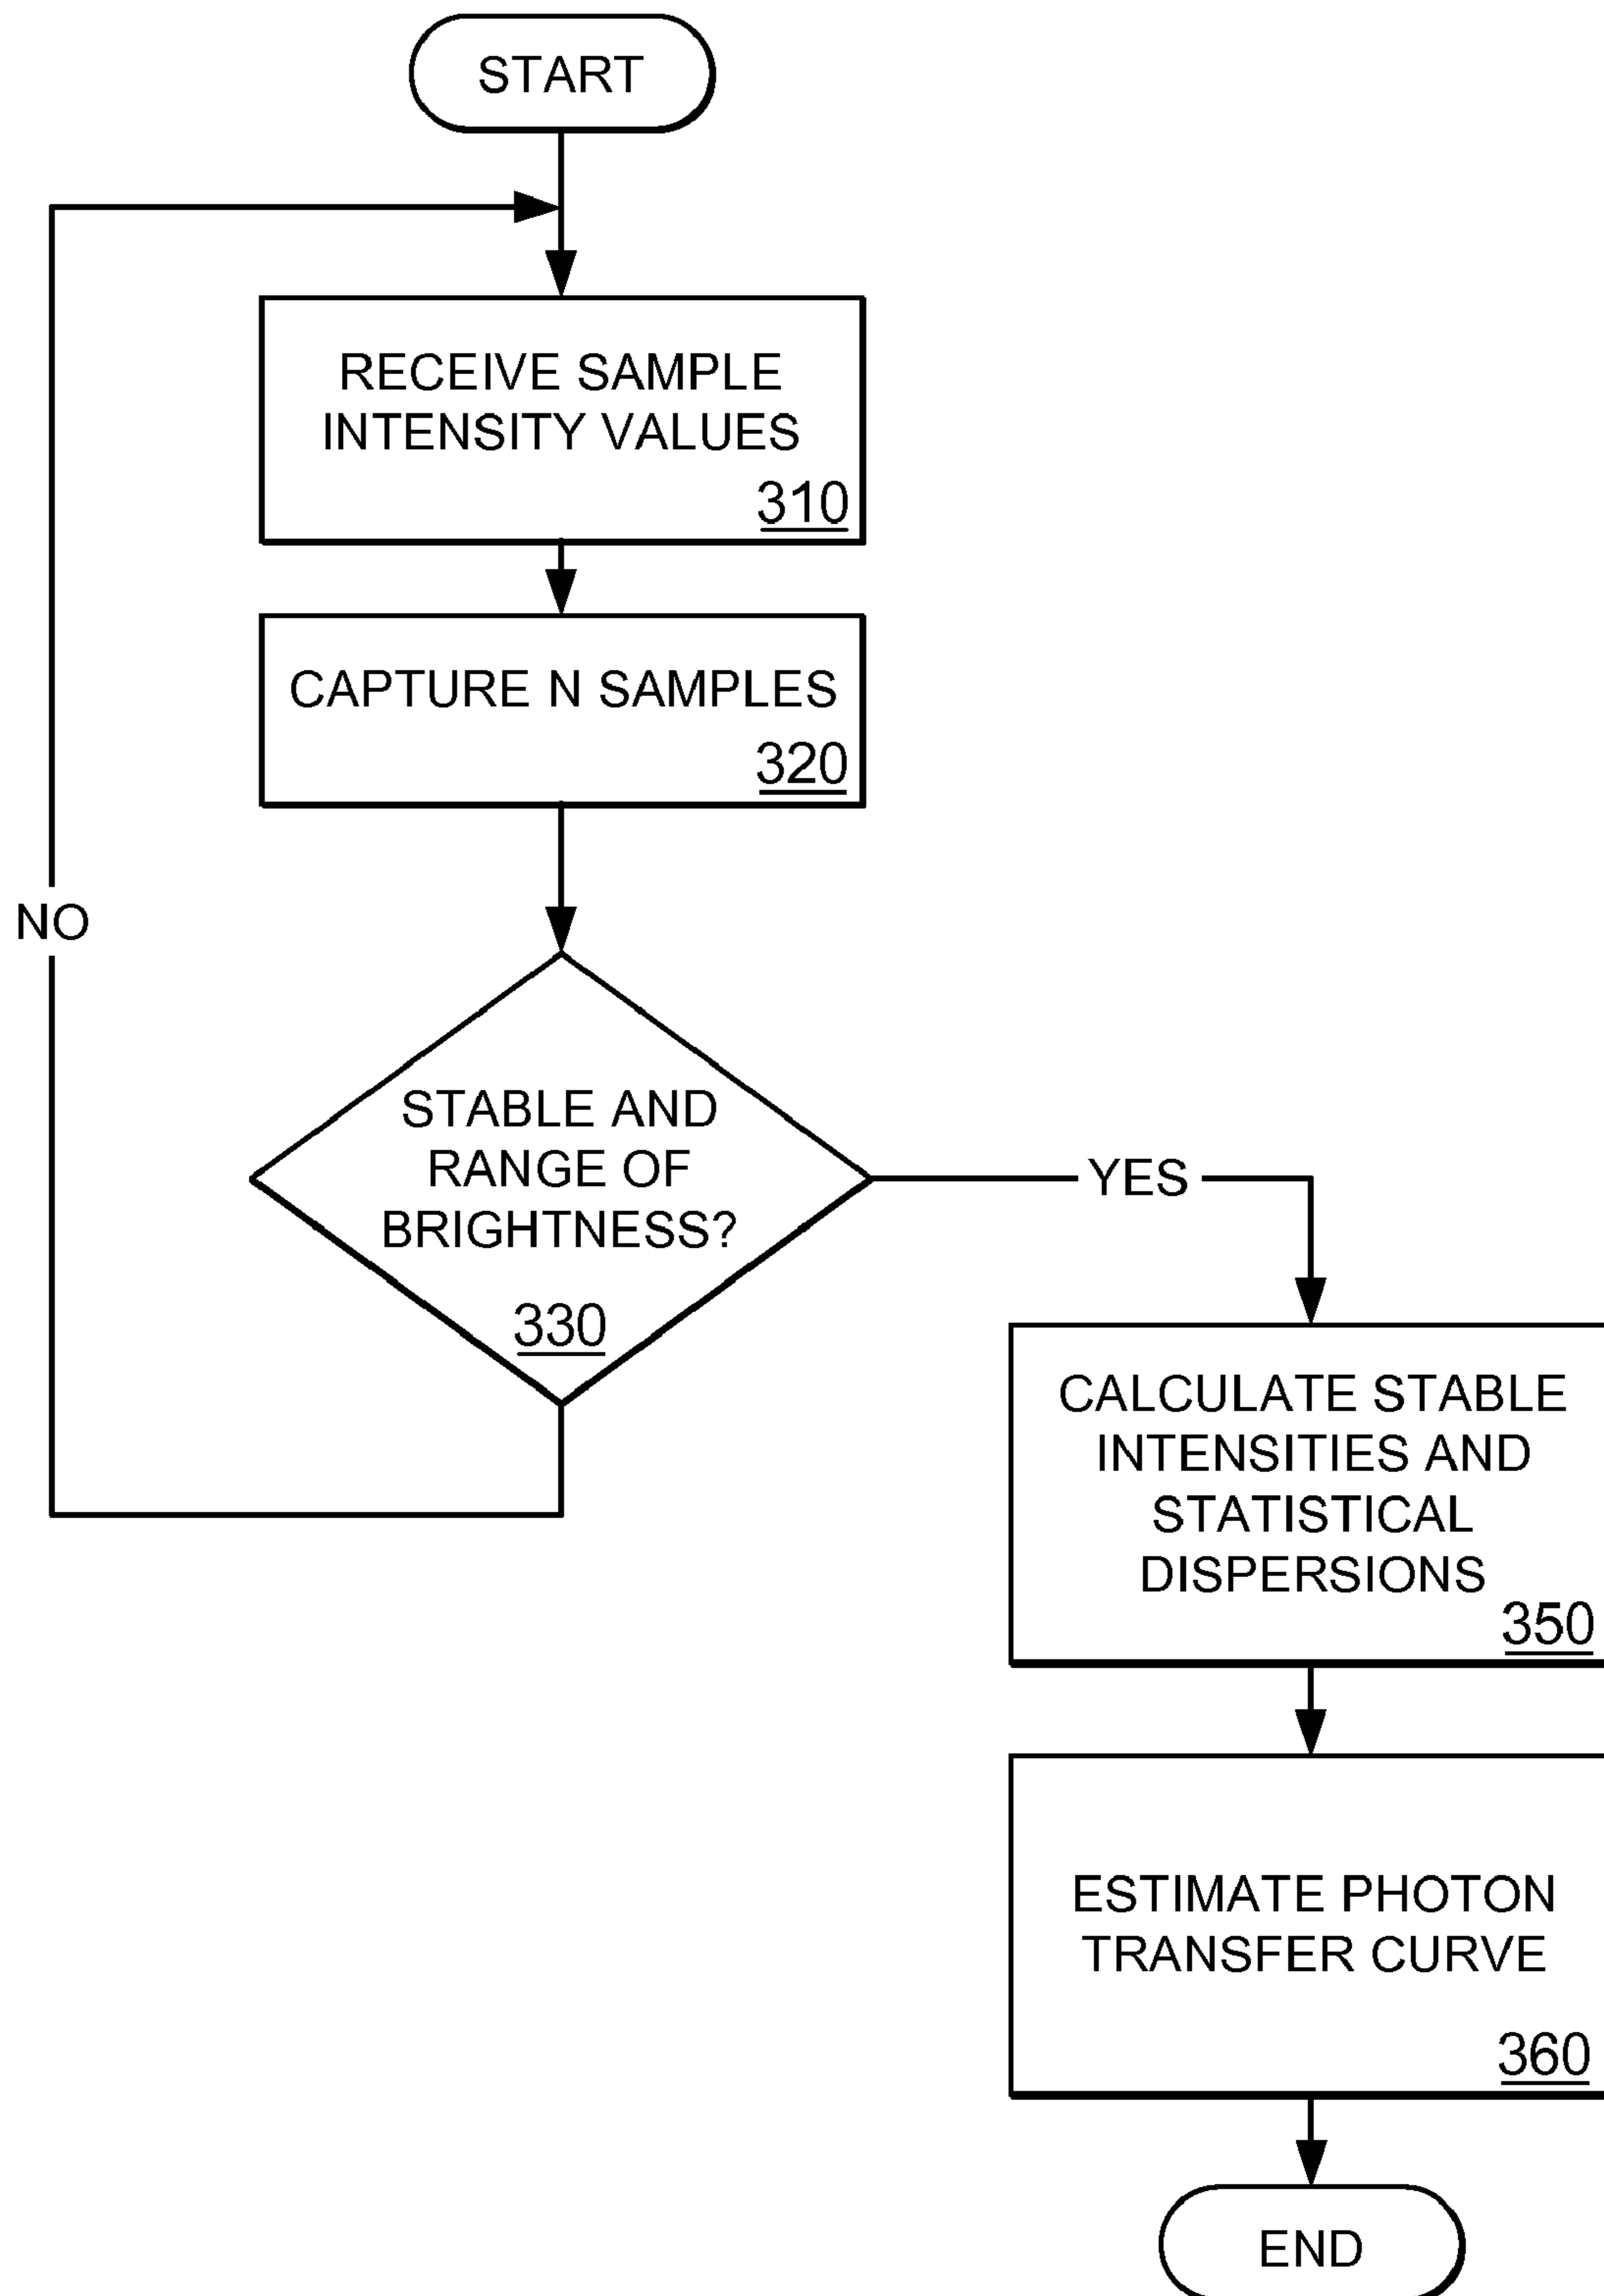 START
RECEIVE SAMPLE
INTENSITY VALUES
310
CAPTURE N SAMPLES
320
NO
STABLE AND
RANGE OF
BRIGHTNESS?
330
YES
CALCULATE STABLE
INTENSITIES AND
STATISTICAL
DISPERSIONS
350
ESTIMATE PHOTON
TRANSFER CURVE
360
END